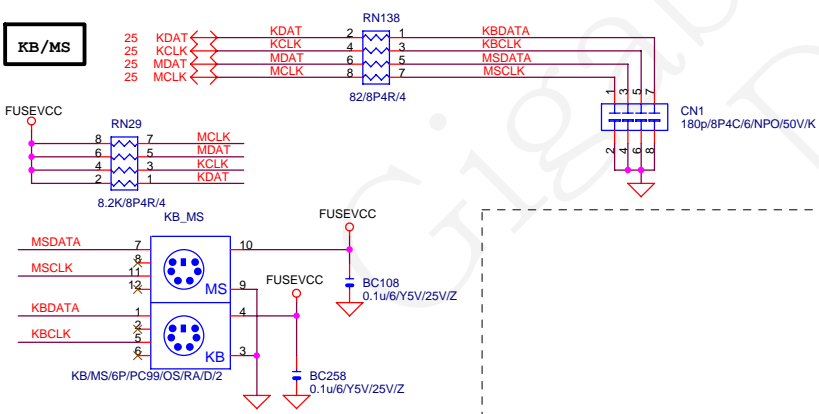 KB/MS
RN138
25 KDAT KDAT 2 1 KBDATA
25 KCLK KCLK 4 3 KBCLK
25 MDAT MDAT 6 5 MSDATA
25 MCLK MCLK 8 7 MSCLK
82/8P4R/4
1 3 5 7
CN1
180p/8P4C/6/NPO/50V/K
2 4 6 8
FUSEVCC
RN29
8 7 MCLK
6 5 MDAT
4 3 KCLK
2 1 KDAT
8.2K/8P4R/4
KB_MS
FUSEVCC
MSDATA 7 10
8
MSCLK 11
12 MS 9
BC108
0.1u/6/Y5V/25V/Z
FUSEVCC
KBDATA 1 4
2
KBCLK 5
6 KB 3
KB/MS/6P/PC99/OS/RA/D/2
BC258
0.1u/6/Y5V/25V/Z
Gigab